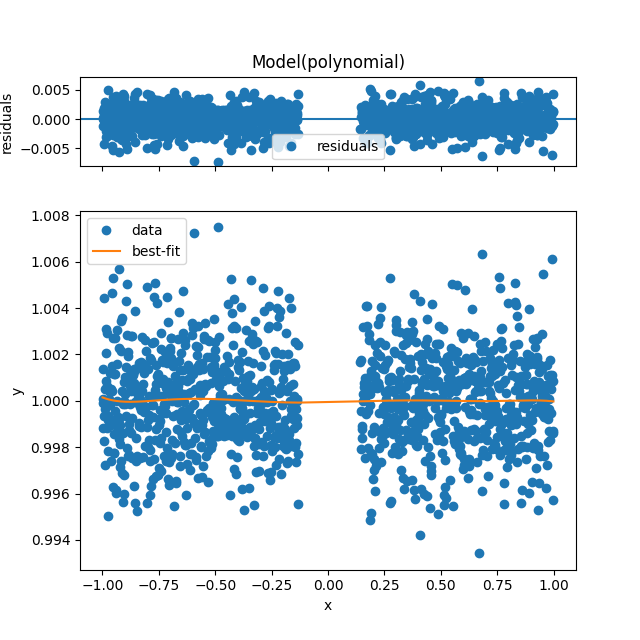 Model(polynomial)
0.005
0.000
−0.005
residuals
residuals
1.008
1.006
1.004
1.002
1.000
0.998
0.996
0.994
y
data
best-fit
−1.00 −0.75 −0.50 −0.25 0.00 0.25 0.50 0.75 1.00
x